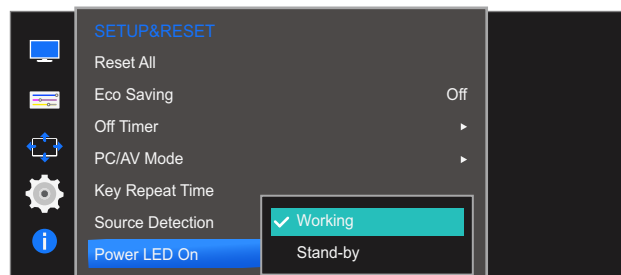 SETUP&RESET
Reset All
Eco Saving Off
Off Timer
PC/AV Mode
Key Repeat Time
Source Detection Working
Power LED On Stand-by